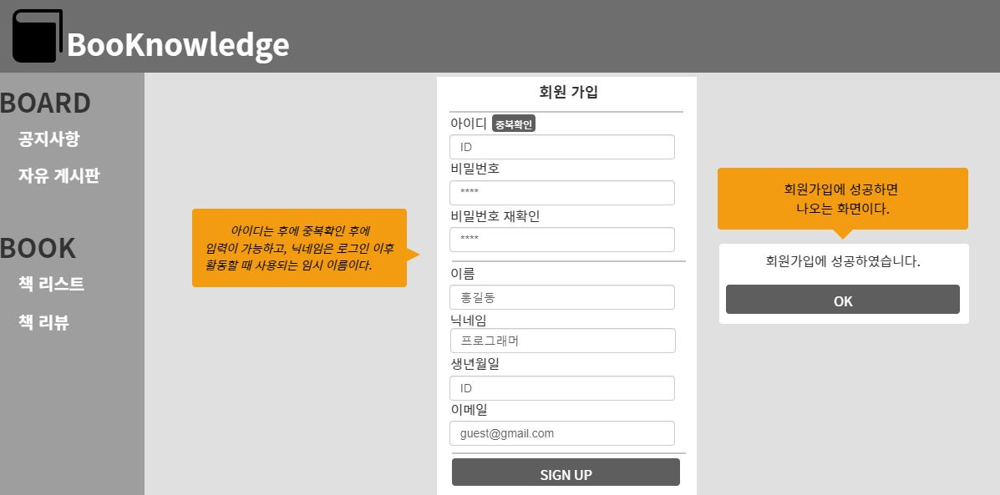 BooKnowledge
BOARD
공지사항
자유 게시판
BOOK
책 리스트
책 리뷰
아이디는 후에 중복확인 후에
입력이 가능하고, 닉네임은 로그인 이후
활동할 때 사용되는 임시 이름이다.
회원 가입
아이디 중복확인
ID
비밀번호
****
비밀번호 재확인
****
이름
홍길동
닉네임
프로그래머
생년월일
ID
이메일
guest@gmail.com
SIGN UP
회원가입에 성공하면
나오는 화면이다.
회원가입에 성공하였습니다.
OK